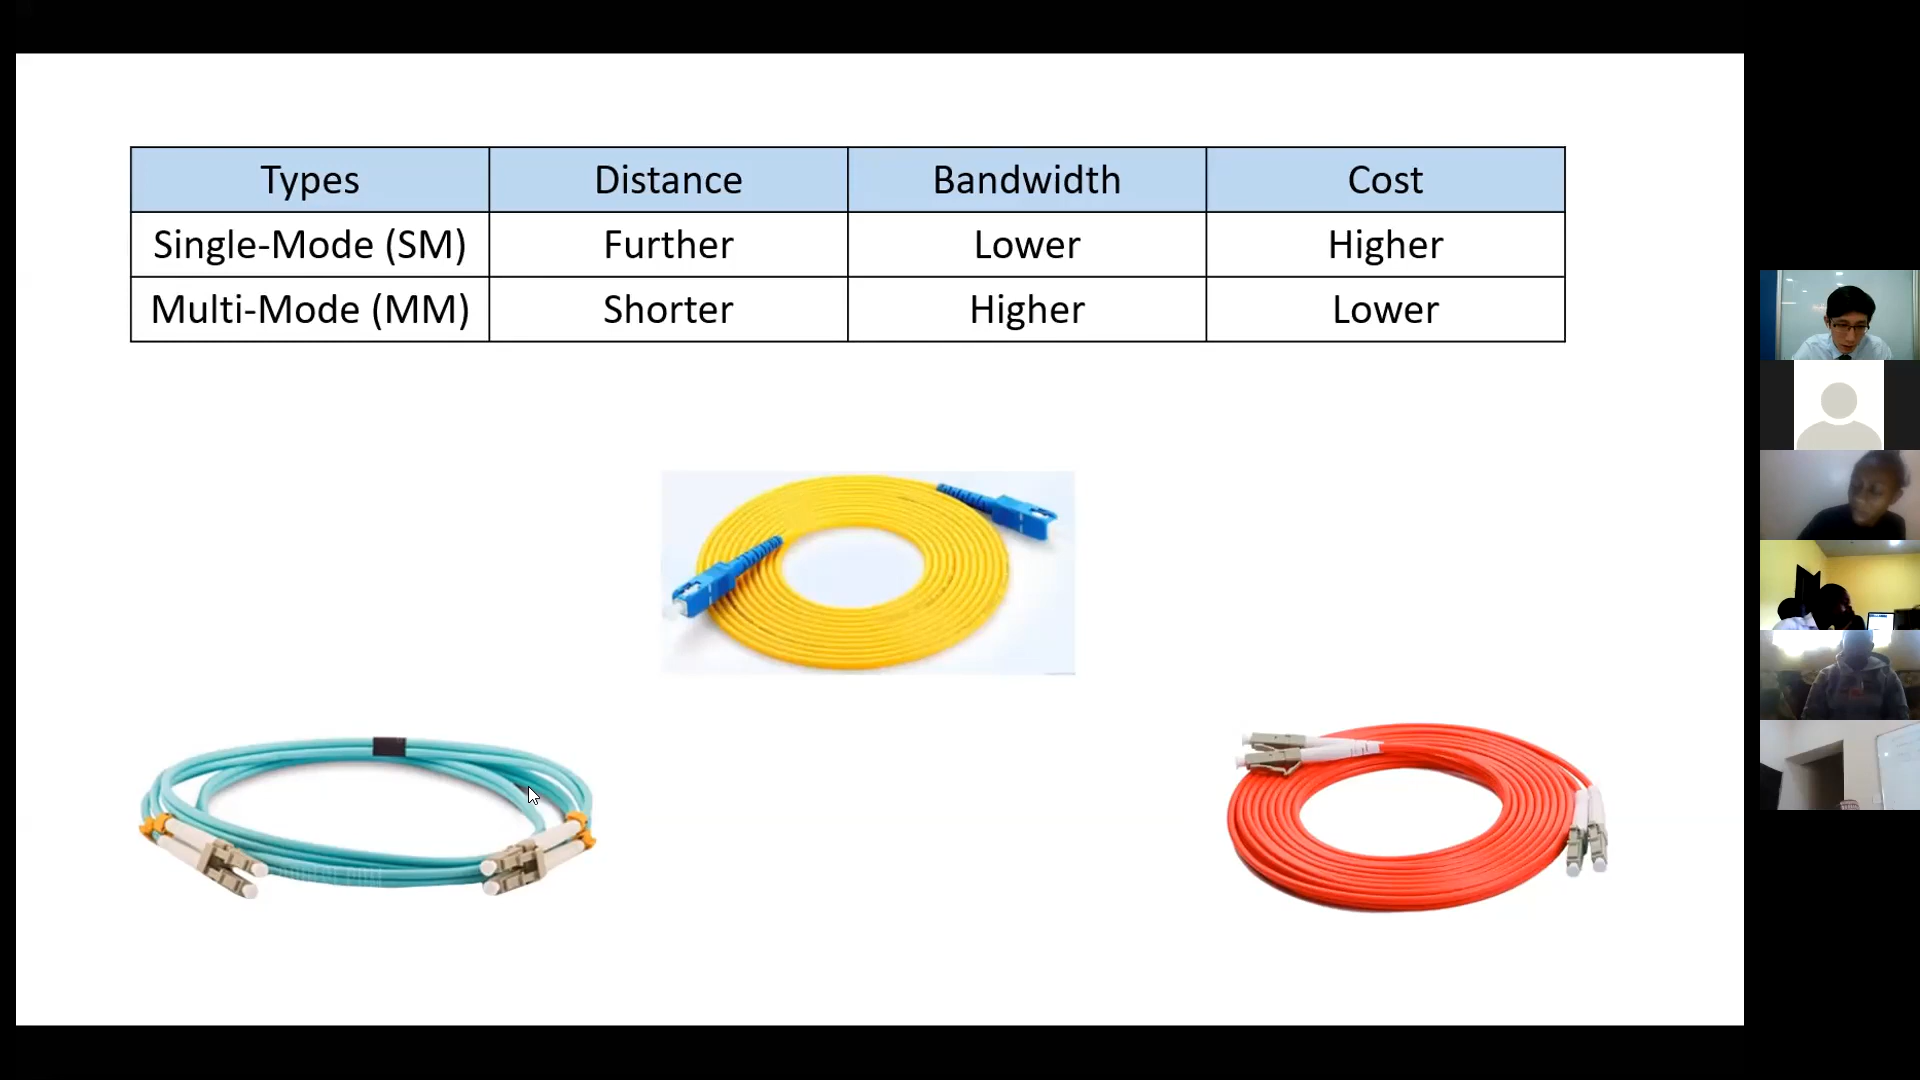 Types Distance Bandwidth Cost
Single-Mode (SM) Further Lower Higher
Multi-Mode (MM) Shorter Higher Lower